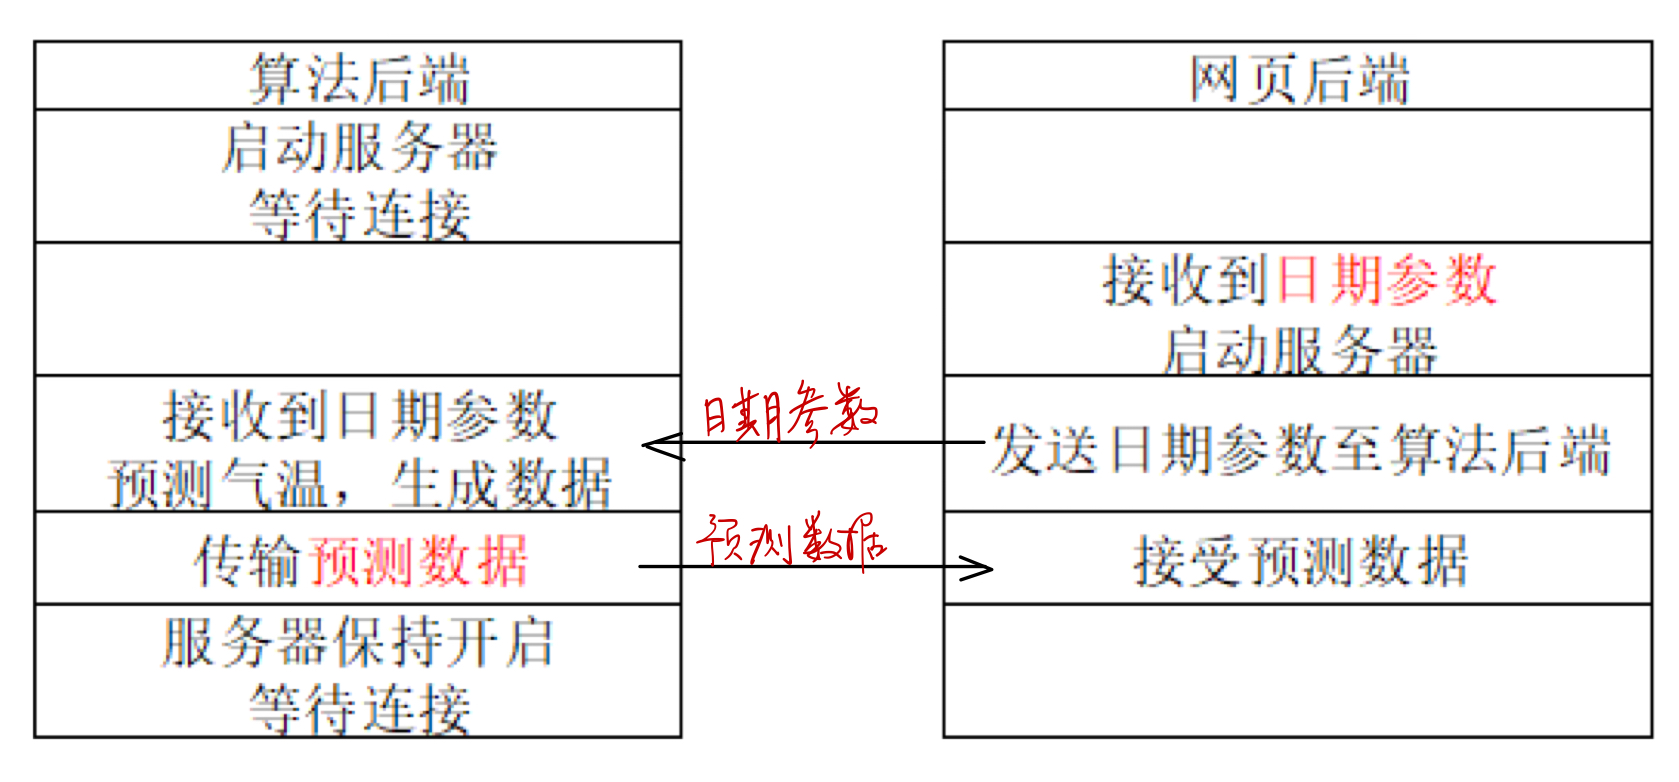 算法后端
启动服务器
等待连接
接收到日期参数
预测气温，生成数据
传输预测数据
服务器保持开启
等待连接
日期参数
预测数据
网页后端
接收到日期参数
启动服务器
发送日期参数至算法后端
接受预测数据